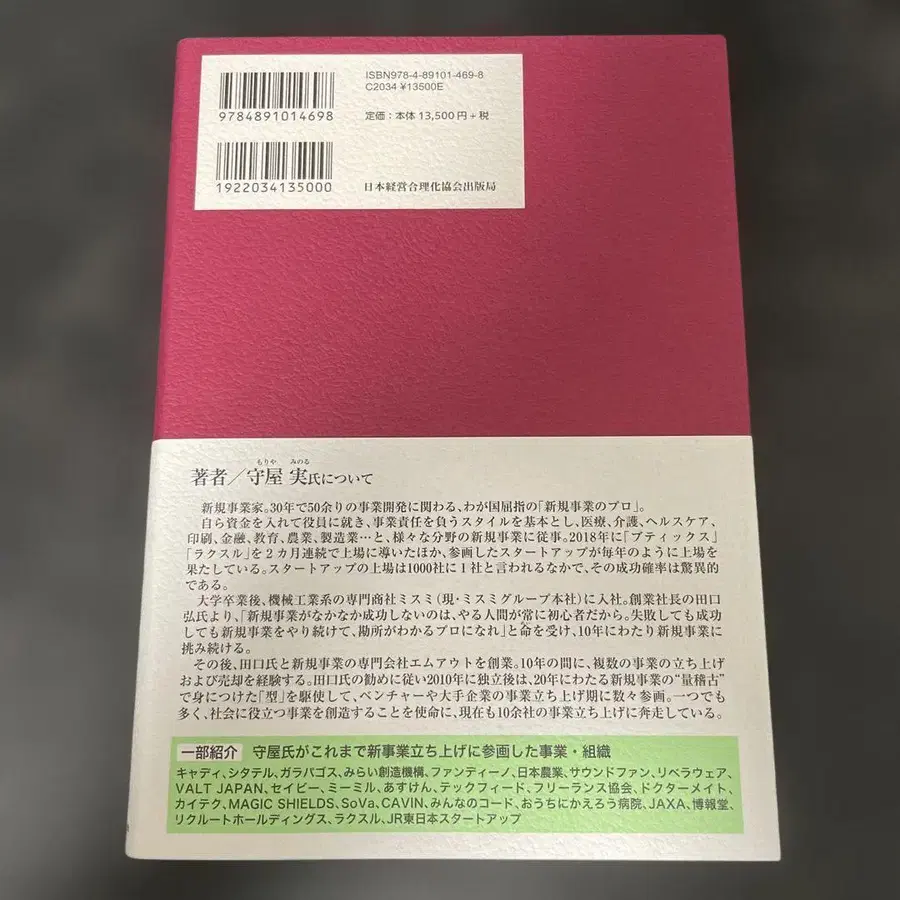 ISBN978-4-89101-469-8
C2034 ¥13500E
9784891014698
定価：本体 13,500円＋税
1922034135000
日本経営合理化協会出版局
もりや みのる
著者／守屋 実氏について
新規事業家。30年で50余りの事業開発に関わる、わが国屈指の「新規事業のプロ」。
自ら資金を入れて役員に就き、事業責任を負うスタイルを基本とし、医療、介護、ヘルスケア、
印刷、金融、教育、農業、製造業…と、様々な分野の新規事業に従事。2018年に「ブティックス」
「ラクスル」を２カ月連続で上場に導いたほか、参画したスタートアップが毎年のように上場を
果たしている。スタートアップの上場は1000社に１社と言われるなかで、その成功確率は驚異的
である。
大学卒業後、機械工業系の専門商社ミスミ（現・ミスミグループ本社）に入社。創業社長の田口
弘氏より、「新規事業がなかなか成功しないのは、やる人間が常に初心者だから。失敗しても成功
しても新規事業をやり続けて、勘所がわかるプロになれ」と命を受け、10年にわたり新規事業に
挑み続ける。
その後、田口氏と新規事業の専門会社エムアウトを創業。10年の間に、複数の事業の立ち上げ
および売却を経験する。田口氏の勧めに従い2010年に独立後は、20年にわたる新規事業の“量稽古”
で身につけた「型」を駆使して、ベンチャーや大手企業の事業立ち上げ期に数々参画。一つでも
多く、社会に役立つ事業を創造することを使命に、現在も10余社の事業立ち上げに奔走している。
一部紹介 守屋氏がこれまで新事業立ち上げに参画した事業・組織
キャディ、シタテル、ガラパゴス、みらい創造機構、ファンディーノ、日本農業、サウンドファン、リベラウェア、
VALT JAPAN、セイビー、ミーミル、あすけん、テックフィード、フリーランス協会、ドクターメイト、
カイテク、MAGIC SHIELDS、SoVa、CAVIN、みんなのコード、おうちにかえろう病院、JAXA、博報堂、
リクルートホールディングス、ラクスル、JR東日本スタートアップ